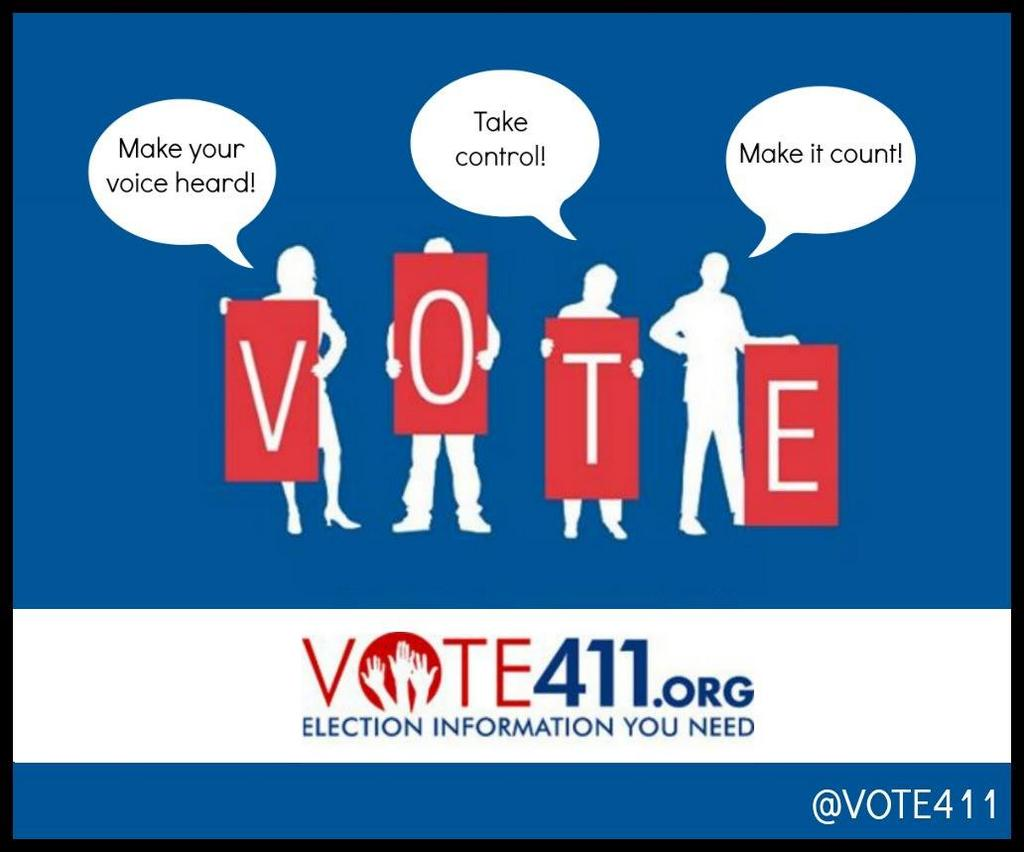 Make your
voice heard!
Take
control!
Make it count!
V O T E
VOTE411.ORG
ELECTION INFORMATION YOU NEED
@VOTE411